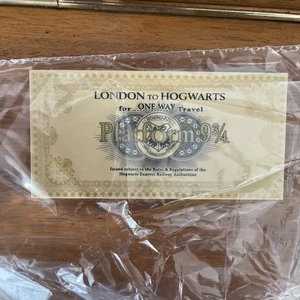 LONDON TO HOGWARTS
for ONE WAY Travel
HOGWARTS
Platform 9¾
Issued subject to the Rules & Regulations of the
Hogwarts Express Railway Authorities